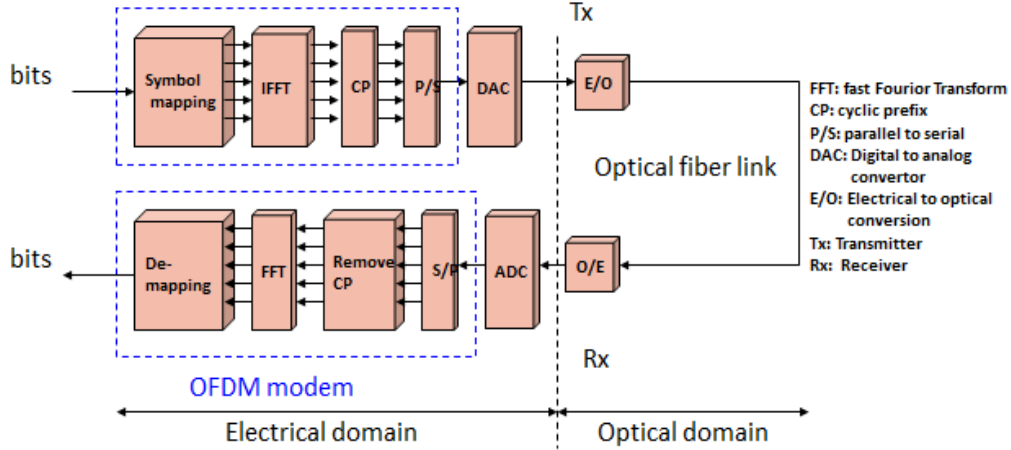 Tx
bits
Symbol
mapping
IFFT
CP
P/S
DAC
E/O
FFT: fast Fourior Transform
CP: cyclic prefix
P/S: parallel to serial
DAC: Digital to analog
convertor
E/O: Electrical to optical
conversion
Tx: Transmitter
Rx: Receiver
Optical fiber link
bits
De-
mapping
FFT
Remove
CP
S/P
ADC
O/E
Rx
OFDM modem
Electrical domain
Optical domain